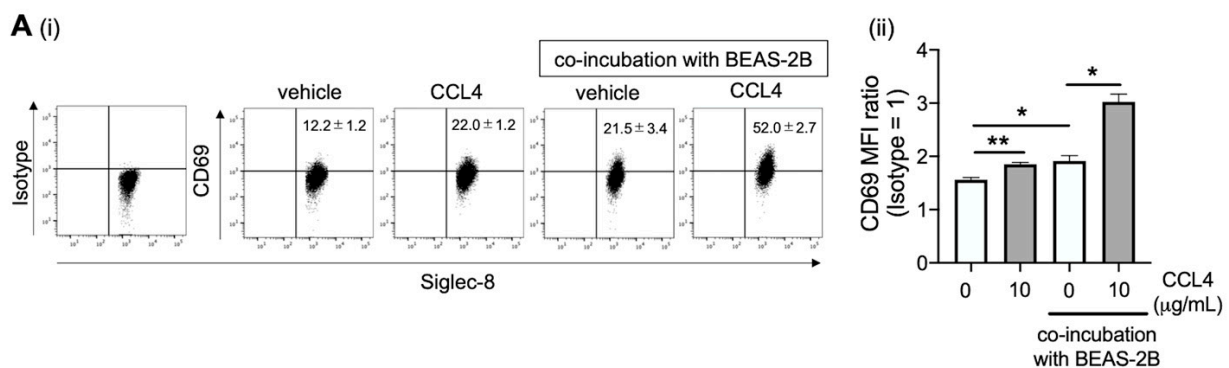 A (i)
co-incubation with BEAS-2B
vehicle
CCL4
vehicle
CCL4
Isotype
CD69
12.2±1.2
22.0±1.2
21.5±3.4
52.0±2.7
Siglec-8
(ii)
CD69 MFI ratio
(Isotype = 1)
4
3
2
1
0
*
**
*
0
10
0
10
CCL4
(μg/mL)
co-incubation
with BEAS-2B